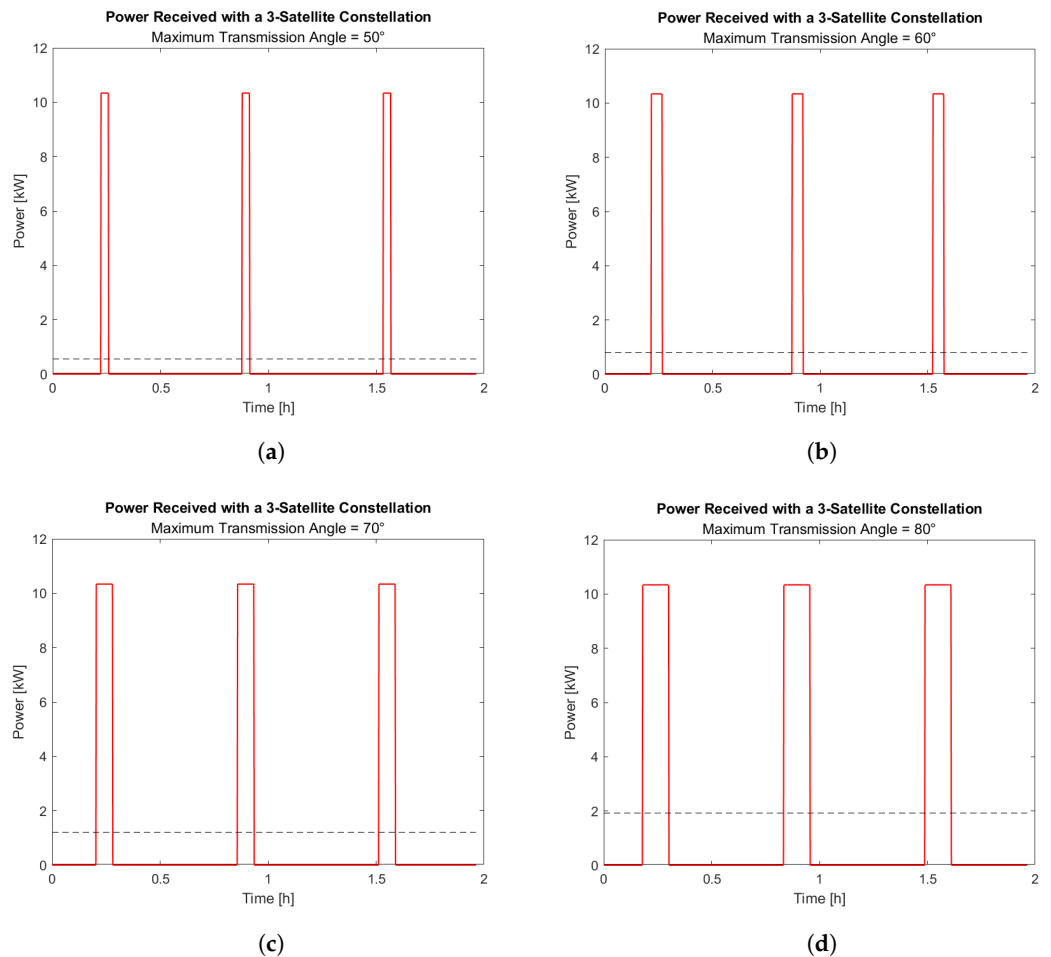 Power Received with a 3-Satellite Constellation
Maximum Transmission Angle = 50°
12
10
8
6
4
2
0
Power [kW]
0 0.5 1 1.5 2
Time [h]
(a)
Power Received with a 3-Satellite Constellation
Maximum Transmission Angle = 60°
12
10
8
6
4
2
0
Power [kW]
0 0.5 1 1.5 2
Time [h]
(b)
Power Received with a 3-Satellite Constellation
Maximum Transmission Angle = 70°
12
10
8
6
4
2
0
Power [kW]
0 0.5 1 1.5 2
Time [h]
(c)
Power Received with a 3-Satellite Constellation
Maximum Transmission Angle = 80°
12
10
8
6
4
2
0
Power [kW]
0 0.5 1 1.5 2
Time [h]
(d)